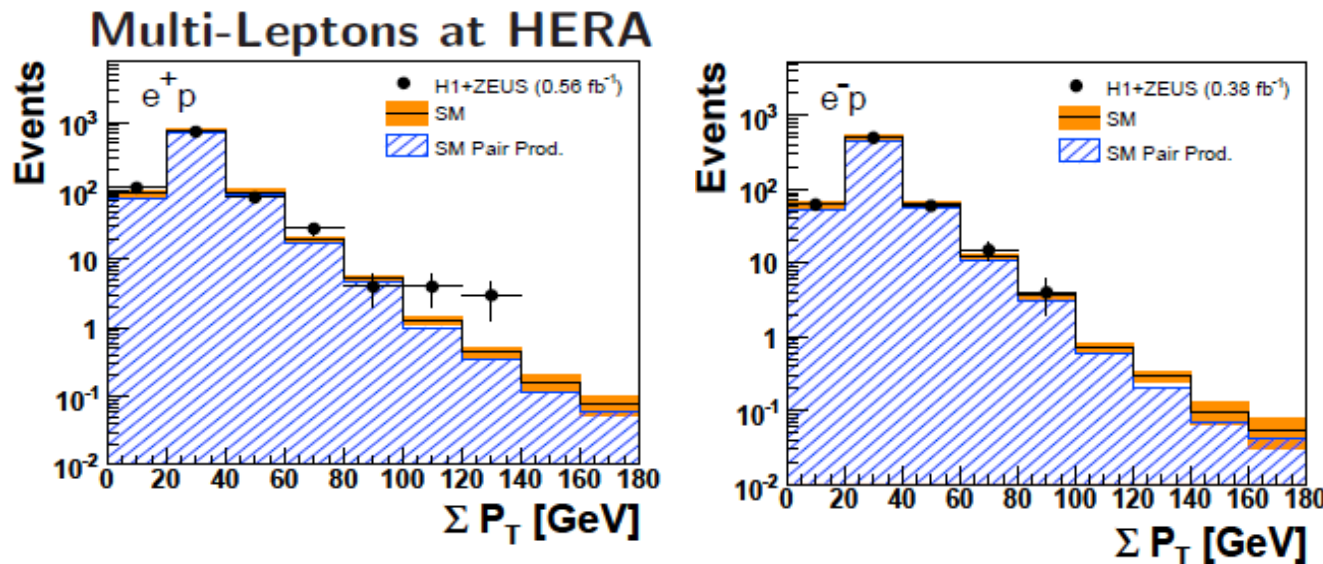 Multi-Leptons at HERA
Events
e⁺p
H1+ZEUS (0.56 fb⁻¹)
SM
SM Pair Prod.
10³
10²
10
1
10⁻¹
10⁻²
0 20 40 60 80 100 120 140 160 180
Σ P_T [GeV]
Events
e⁻p
H1+ZEUS (0.38 fb⁻¹)
SM
SM Pair Prod.
10³
10²
10
1
10⁻¹
10⁻²
0 20 40 60 80 100 120 140 160 180
Σ P_T [GeV]